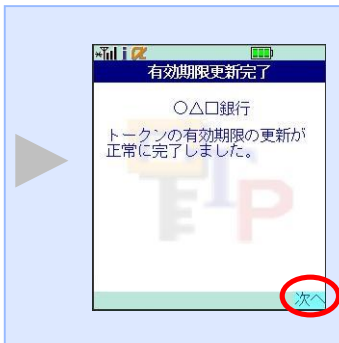 i α
有効期限更新完了
○△□銀行
トークンの有効期限の更新が
正常に完了しました。
OTP
次へ